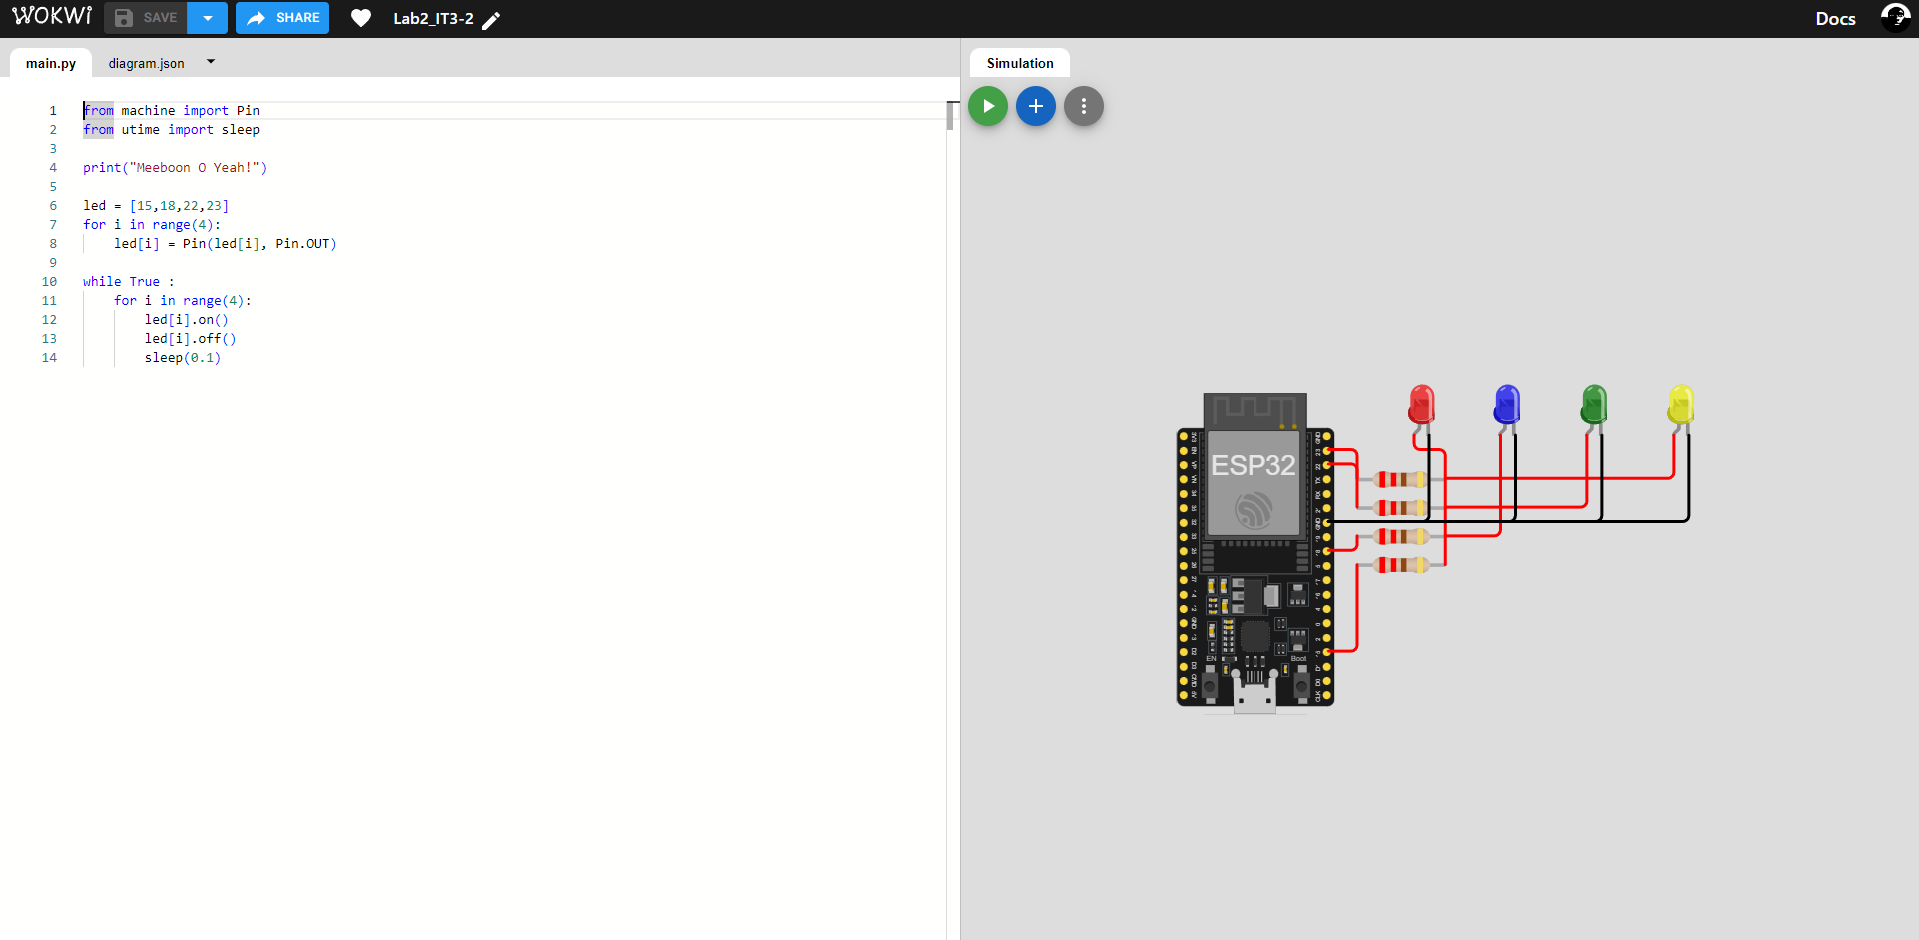 WOKWi SAVE SHARE Lab2_IT3-2 Docs
main.py diagram.json Simulation
1 from machine import Pin
2 from utime import sleep
3
4 print("Meeboon O Yeah!")
5
6 led = [15,18,22,23]
7 for i in range(4):
8 led[i] = Pin(led[i], Pin.OUT)
9
10 while True :
11 for i in range(4):
12 led[i].on()
13 led[i].off()
14 sleep(0.1)
ESP32
EN Boot